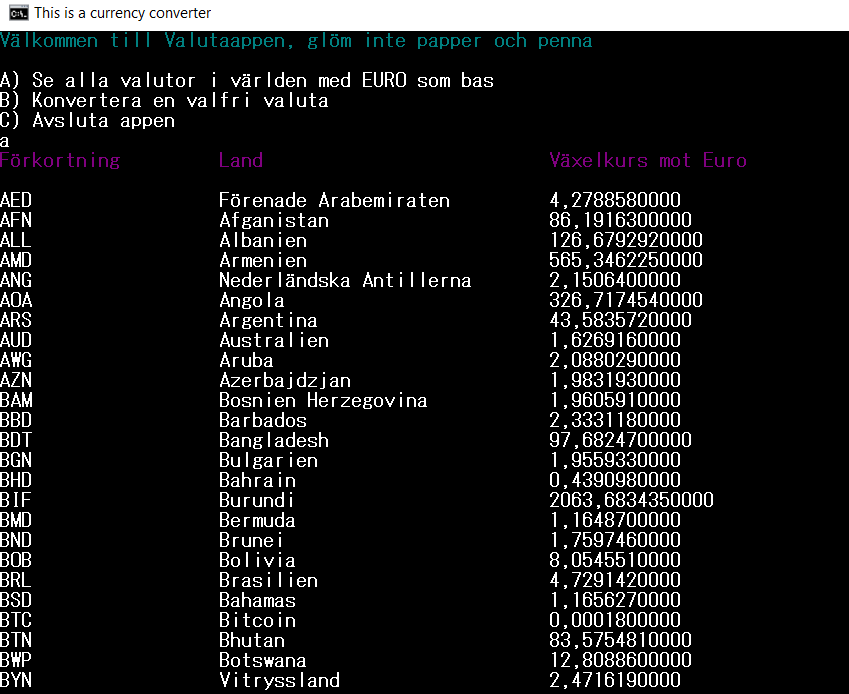 This is a currency converter
Välkommen till Valutaappen, glöm inte papper och penna
A) Se alla valutor i världen med EURO som bas
B) Konvertera en valfri valuta
C) Avsluta appen
a
Förkortning Land Växelkurs mot Euro
AED Förenade Arabemiraten 4,2788580000
AFN Afganistan 86,1916300000
ALL Albanien 126,6792920000
AMD Armenien 565,3462250000
ANG Nederländska Antillerna 2,1506400000
AOA Angola 326,7174540000
ARS Argentina 43,5835720000
AUD Australien 1,6269160000
AWG Aruba 2,0880290000
AZN Azerbajdzjan 1,9831930000
BAM Bosnien Herzegovina 1,9605910000
BBD Barbados 2,3331180000
BDT Bangladesh 97,6824700000
BGN Bulgarien 1,9559330000
BHD Bahrain 0,4390980000
BIF Burundi 2063,6834350000
BMD Bermuda 1,1648700000
BND Brunei 1,7597460000
BOB Bolivia 8,0545510000
BRL Brasilien 4,7291420000
BSD Bahamas 1,1656270000
BTC Bitcoin 0,0001800000
BTN Bhutan 83,5754810000
BWP Botswana 12,8088600000
BYN Vitryssland 2,4716190000